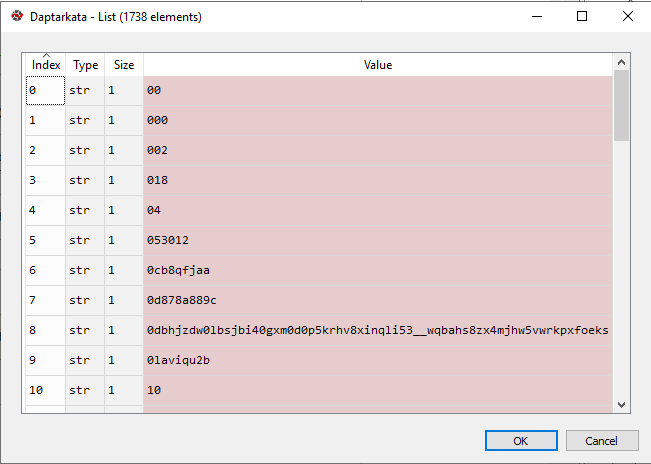 Daptarkata - List (1738 elements)
Index Type Size Value
0 str 1 00
1 str 1 000
2 str 1 002
3 str 1 018
4 str 1 04
5 str 1 053012
6 str 1 0cb8qfjaa
7 str 1 0d878a889c
8 str 1 0dbhjzdw0lbsjbi40gxm0d0p5krhv8xinqli53__wqbahs8zx4mjhw5vwrkpxfoeks
9 str 1 0laviqu2b
10 str 1 10
OK Cancel